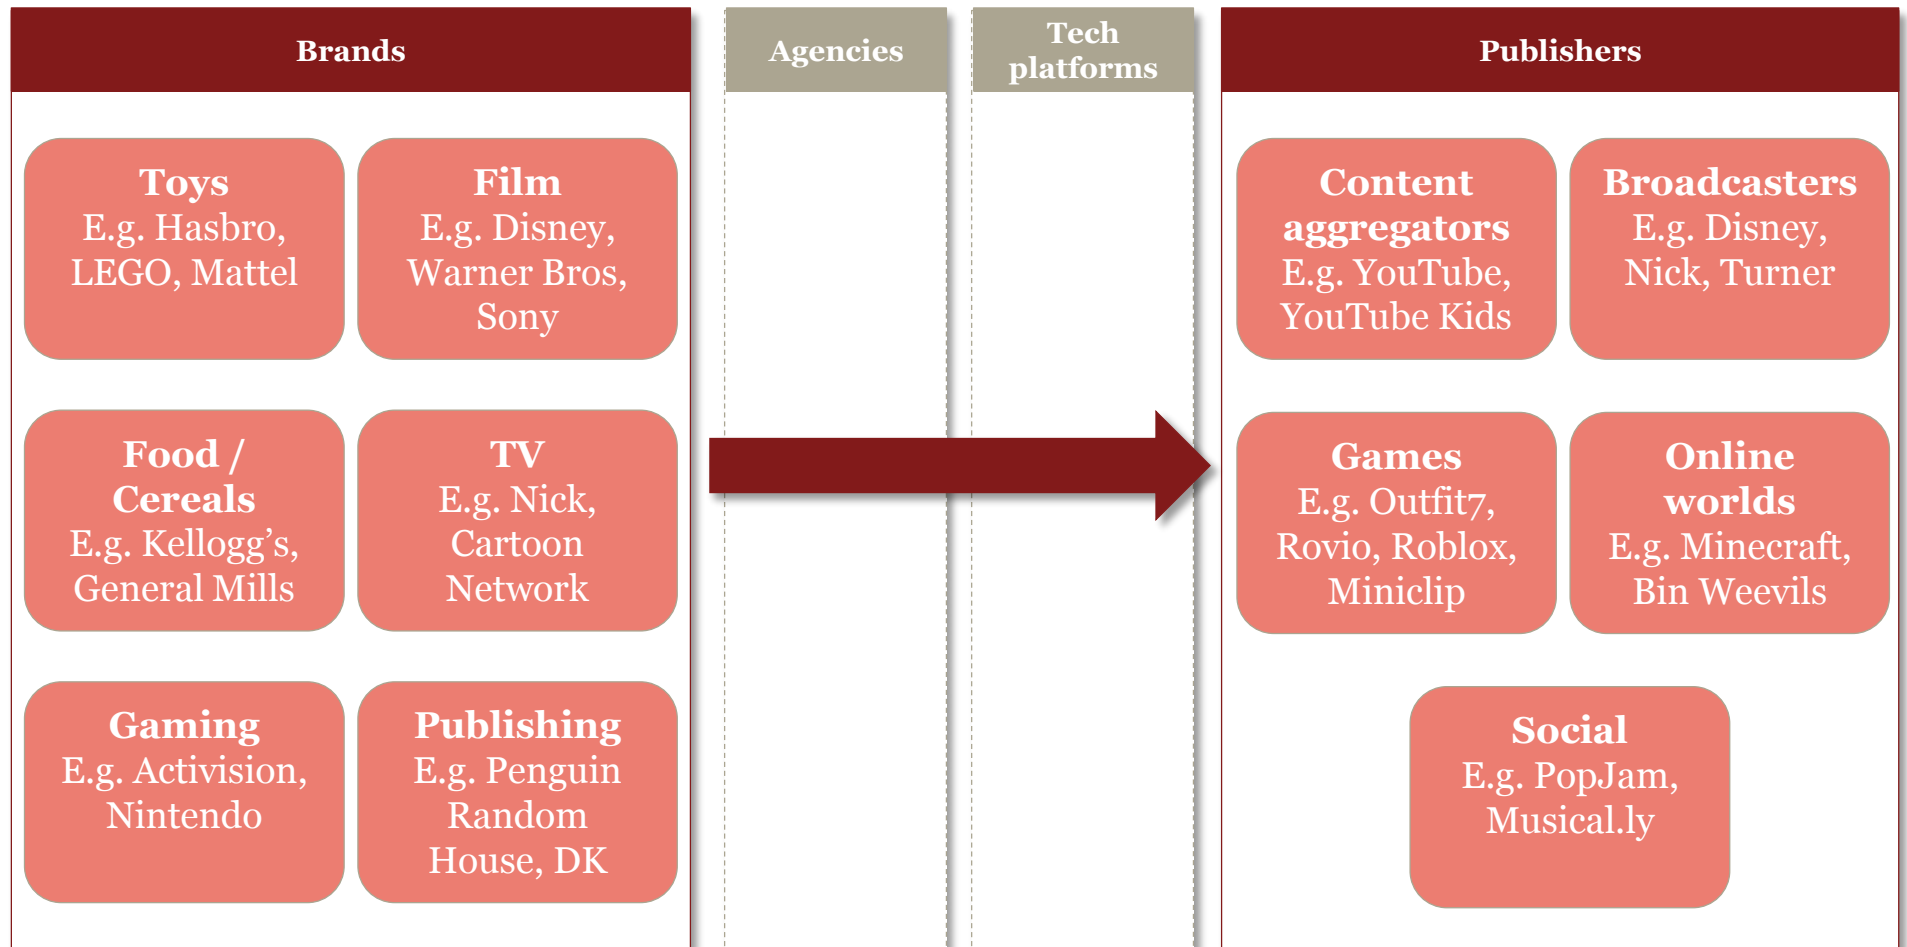 Brands
Agencies
Tech
platforms
Publishers
Toys
E.g. Hasbro,
LEGO, Mattel
Film
E.g. Disney,
Warner Bros,
Sony
Food /
Cereals
E.g. Kellogg’s,
General Mills
TV
E.g. Nick,
Cartoon
Network
Gaming
E.g. Activision,
Nintendo
Publishing
E.g. Penguin
Random
House, DK
Content
aggregators
E.g. YouTube,
YouTube Kids
Broadcasters
E.g. Disney,
Nick, Turner
Games
E.g. Outfit7,
Rovio, Roblox,
Miniclip
Online
worlds
E.g. Minecraft,
Bin Weevils
Social
E.g. PopJam,
Musical.ly